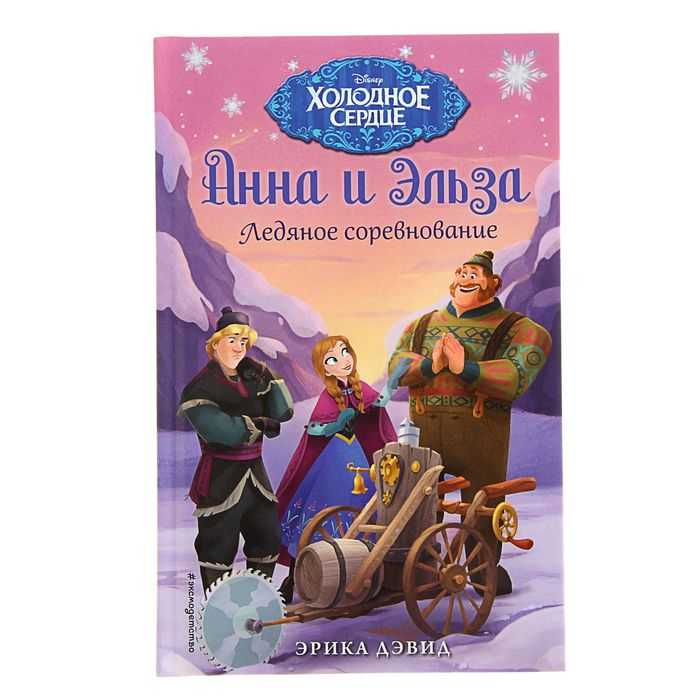 Disney
ХОЛОДНОЕ
СЕРДЦЕ
Анна и Эльза
Ледяное соревнование
#эксмодетство
ЭРИКА ДЭВИД